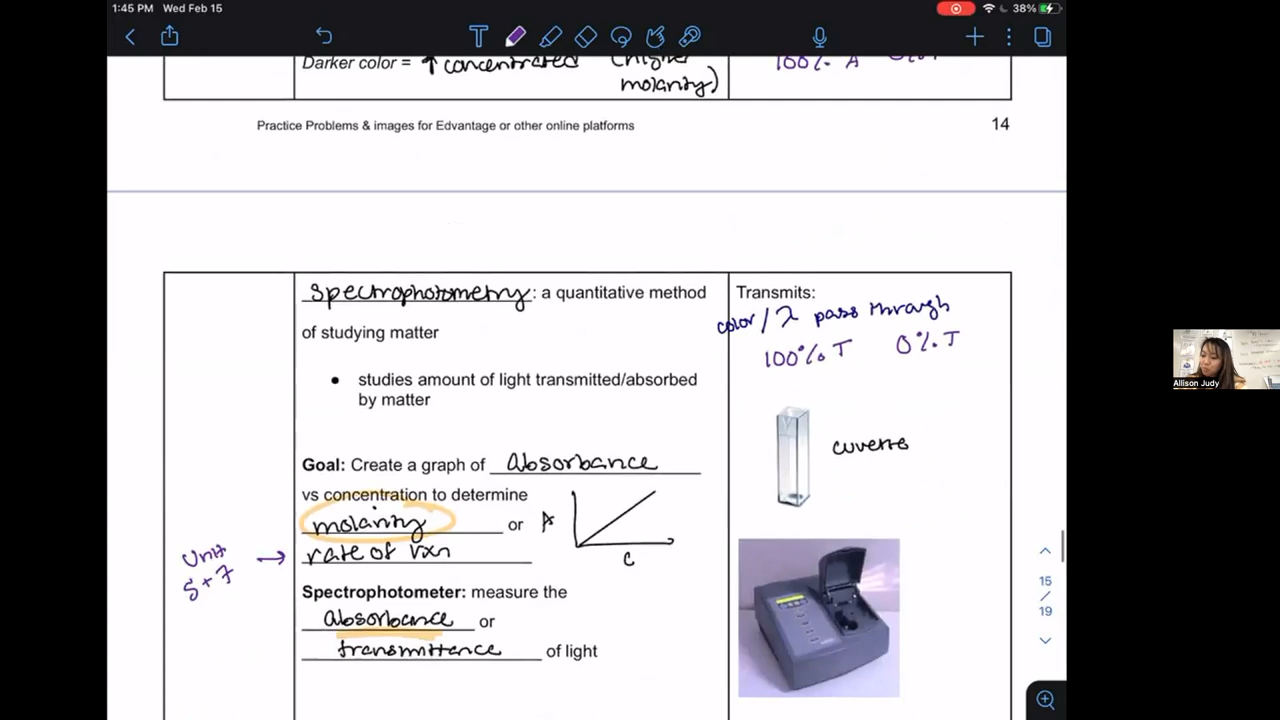 1:45 PM Wed Feb 15
38%
T
Darker color = ↑ concentrated (higher
molarity)
100% A
Practice Problems & images for Edvantage or other online platforms
14
spectrophotometry: a quantitative method
of studying matter
• studies amount of light transmitted/absorbed
by matter
Goal: Create a graph of absorbance
vs concentration to determine
molarity or
rate of rxn
A
C
Unit
5+7 →
Spectrophotometer: measure the
absorbance or
transmittance of light
Transmits:
color/λ pass through
100% T 0% T
cuvette
15
/
19
Allison Judy